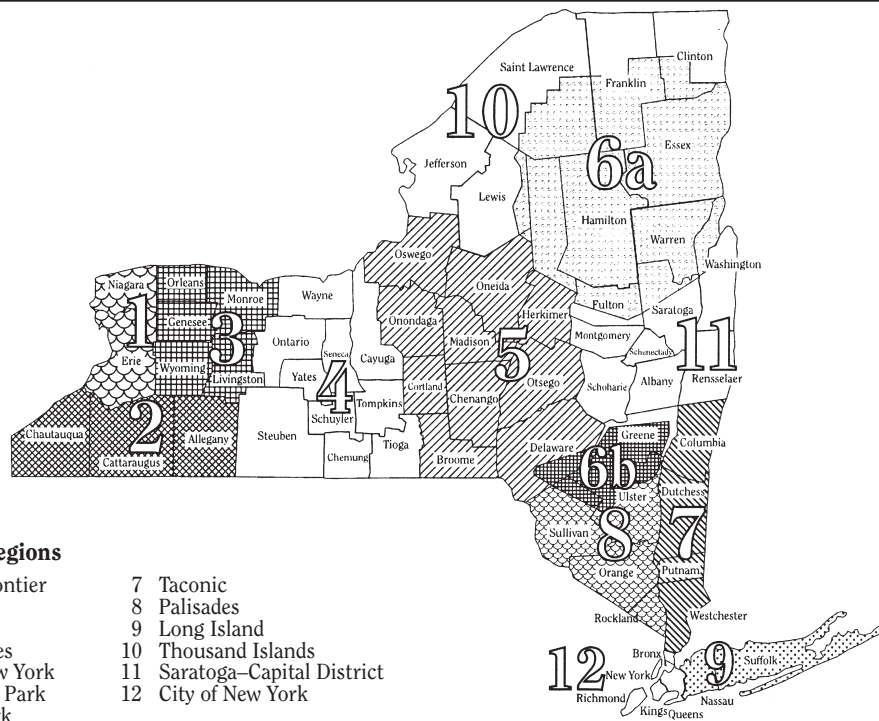 Clinton
Saint Lawrence
Franklin
10
Essex
6a
Jefferson
Lewis
Hamilton
Warren
Oswego
Washington
Niagara
Orleans
Oneida
Monroe
Wayne
Fulton
Saratoga
Herkimer
Genesee
Onondaga
1
3
Ontario
Madison
Montgomery
5
11
Seneca
Schenectady
Erie
Cayuga
Wyoming
Yates
4
Otsego
Albany
Rensselaer
Livingston
Cortland
Schoharie
Tompkins
Chenango
2
Schuyler
Chautauqua
Allegany
Steuben
Tioga
Greene
Columbia
Delaware
Cattaraugus
Chemung
Broome
6b
Dutchess
Ulster
Sullivan
8
7
Orange
Putnam
egions
ontier
7 Taconic
8 Palisades
9 Long Island
es
10 Thousand Islands
w York
11 Saratoga–Capital District
Park
12 City of New York
rk
Rockland
Westchester
12
Bronx
New York
9
Suffolk
Richmond
Nassau
Kings
Queens